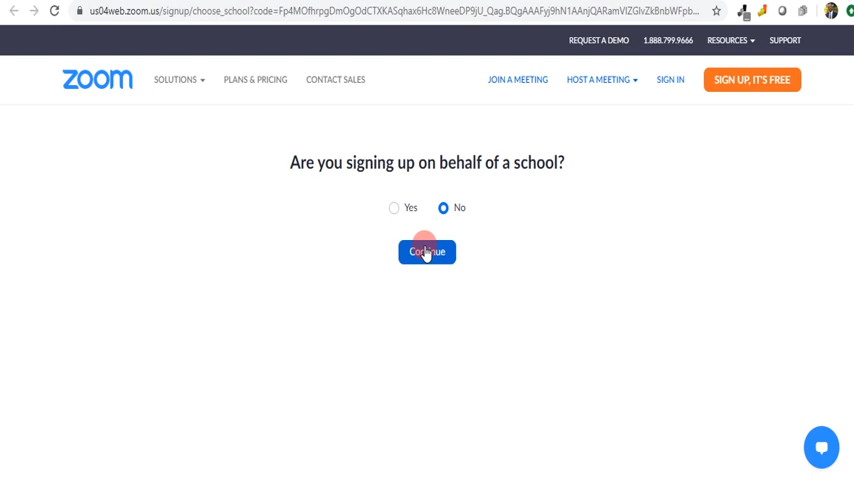 us04web.zoom.us/signup/choose_school?code=Fp4MOfhrpgDmOgOdCTXKASqhax6Hc8WneeDP9jU_Qag.BQgAAAFyj9hN1AAnjQARamVlZGlvZkBnbWFpb...
REQUEST A DEMO 1.888.799.9666 RESOURCES SUPPORT
zoom SOLUTIONS PLANS & PRICING CONTACT SALES JOIN A MEETING HOST A MEETING SIGN IN SIGN UP, IT'S FREE
Are you signing up on behalf of a school?
Yes No
Continue